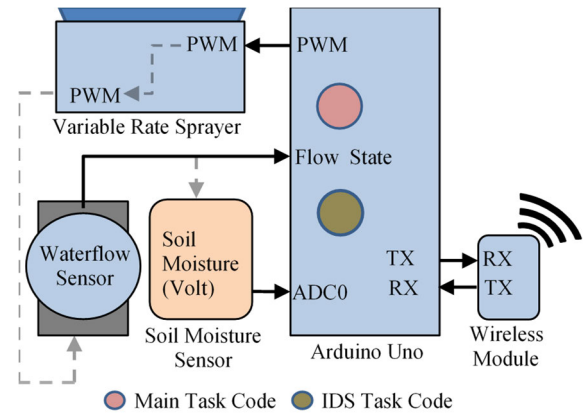 PWM
PWM
PWM
Variable Rate Sprayer
Flow State
Waterflow
Sensor
Soil
Moisture
(Volt)
ADC0
Soil Moisture
Sensor
TX
RX
RX
TX
Arduino Uno
Wireless
Module
Main Task Code
IDS Task Code